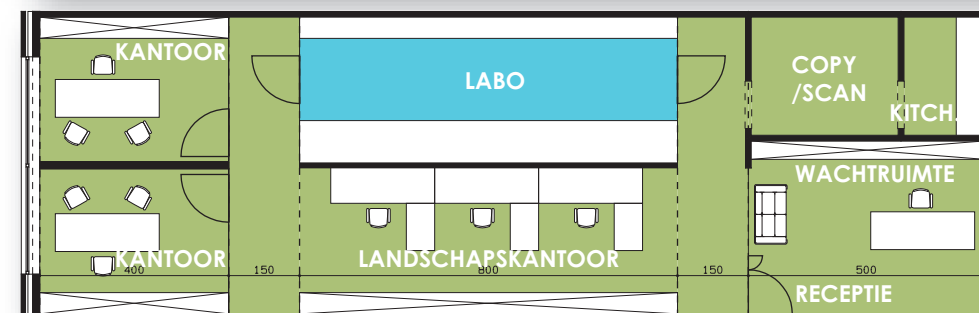 KANTOOR
LABO
COPY
/SCAN
KITCH.
WACHTRUIMTE
KANTOOR
LANDSCHAPSKANTOOR
400
150
800
150
500
RECEPTIE